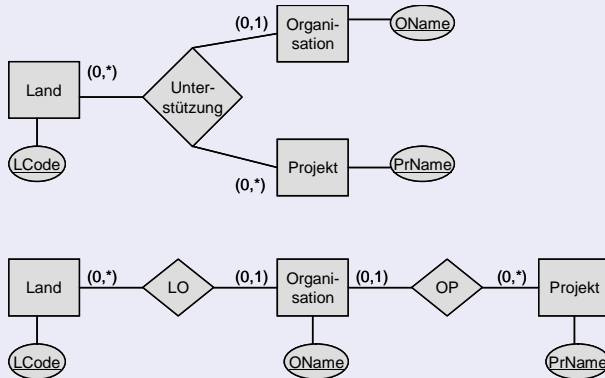 (0,1)
Organi-
sation
OName
(0,*)
Land
Unter-
stützung
LCode
Projekt
PrName
(0,*)
Land
(0,*)
LO
(0,1)
Organi-
sation
(0,1)
OP
(0,*)
Projekt
LCode
OName
PrName